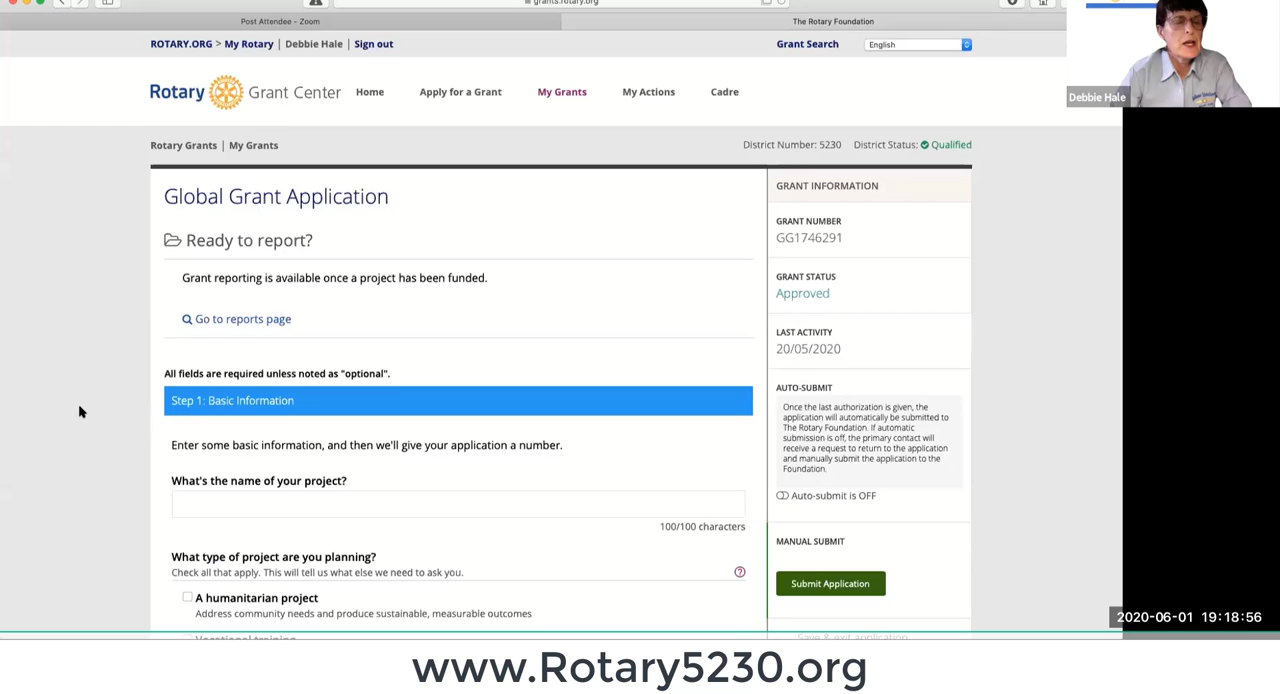 grants.rotary.org
Post Attendee - Zoom
The Rotary Foundation
ROTARY.ORG > My Rotary | Debbie Hale | Sign out
Grant Search
English
Rotary Grant Center
Home
Apply for a Grant
My Grants
My Actions
Cadre
Debbie Hale
Rotary Grants | My Grants
District Number: 5230 District Status: Qualified
Global Grant Application
Ready to report?
Grant reporting is available once a project has been funded.
Go to reports page
All fields are required unless noted as "optional".
Step 1: Basic Information
Enter some basic information, and then we'll give your application a number.
What's the name of your project?
100/100 characters
What type of project are you planning?
Check all that apply. This will tell us what else we need to ask you.
?
A humanitarian project
Address community needs and produce sustainable, measurable outcomes
Vocational training
GRANT INFORMATION
GRANT NUMBER
GG1746291
GRANT STATUS
Approved
LAST ACTIVITY
20/05/2020
AUTO-SUBMIT
Once the last authorization is given, the
application will automatically be submitted to
The Rotary Foundation. If automatic
submission is off, the primary contact will
receive a request to return to the application
and manually submit the application to the
Foundation.
Auto-submit is OFF
MANUAL SUBMIT
Submit Application
Save & exit application
2020-06-01 19:18:56
www.Rotary5230.org